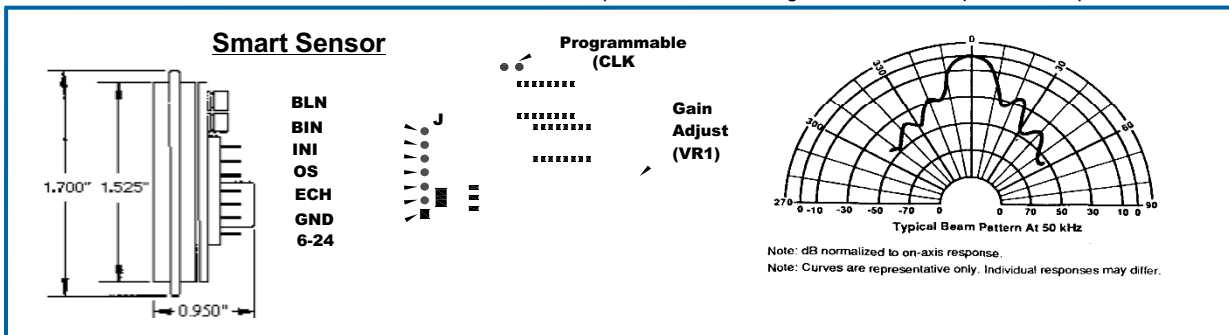 Smart Sensor
1.700"
1.525"
0.950"
BLN
BIN
INI
OS
ECH
GND
6-24
J
Programmable
(CLK
Gain
Adjust
(VR1)
0
330
30
300
60
270
0 -10 -30 -50 -70 0 0 70 50 30 10 0
90
Typical Beam Pattern At 50 kHz
Note: dB normalized to on-axis response.
Note: Curves are representative only. Individual responses may differ.